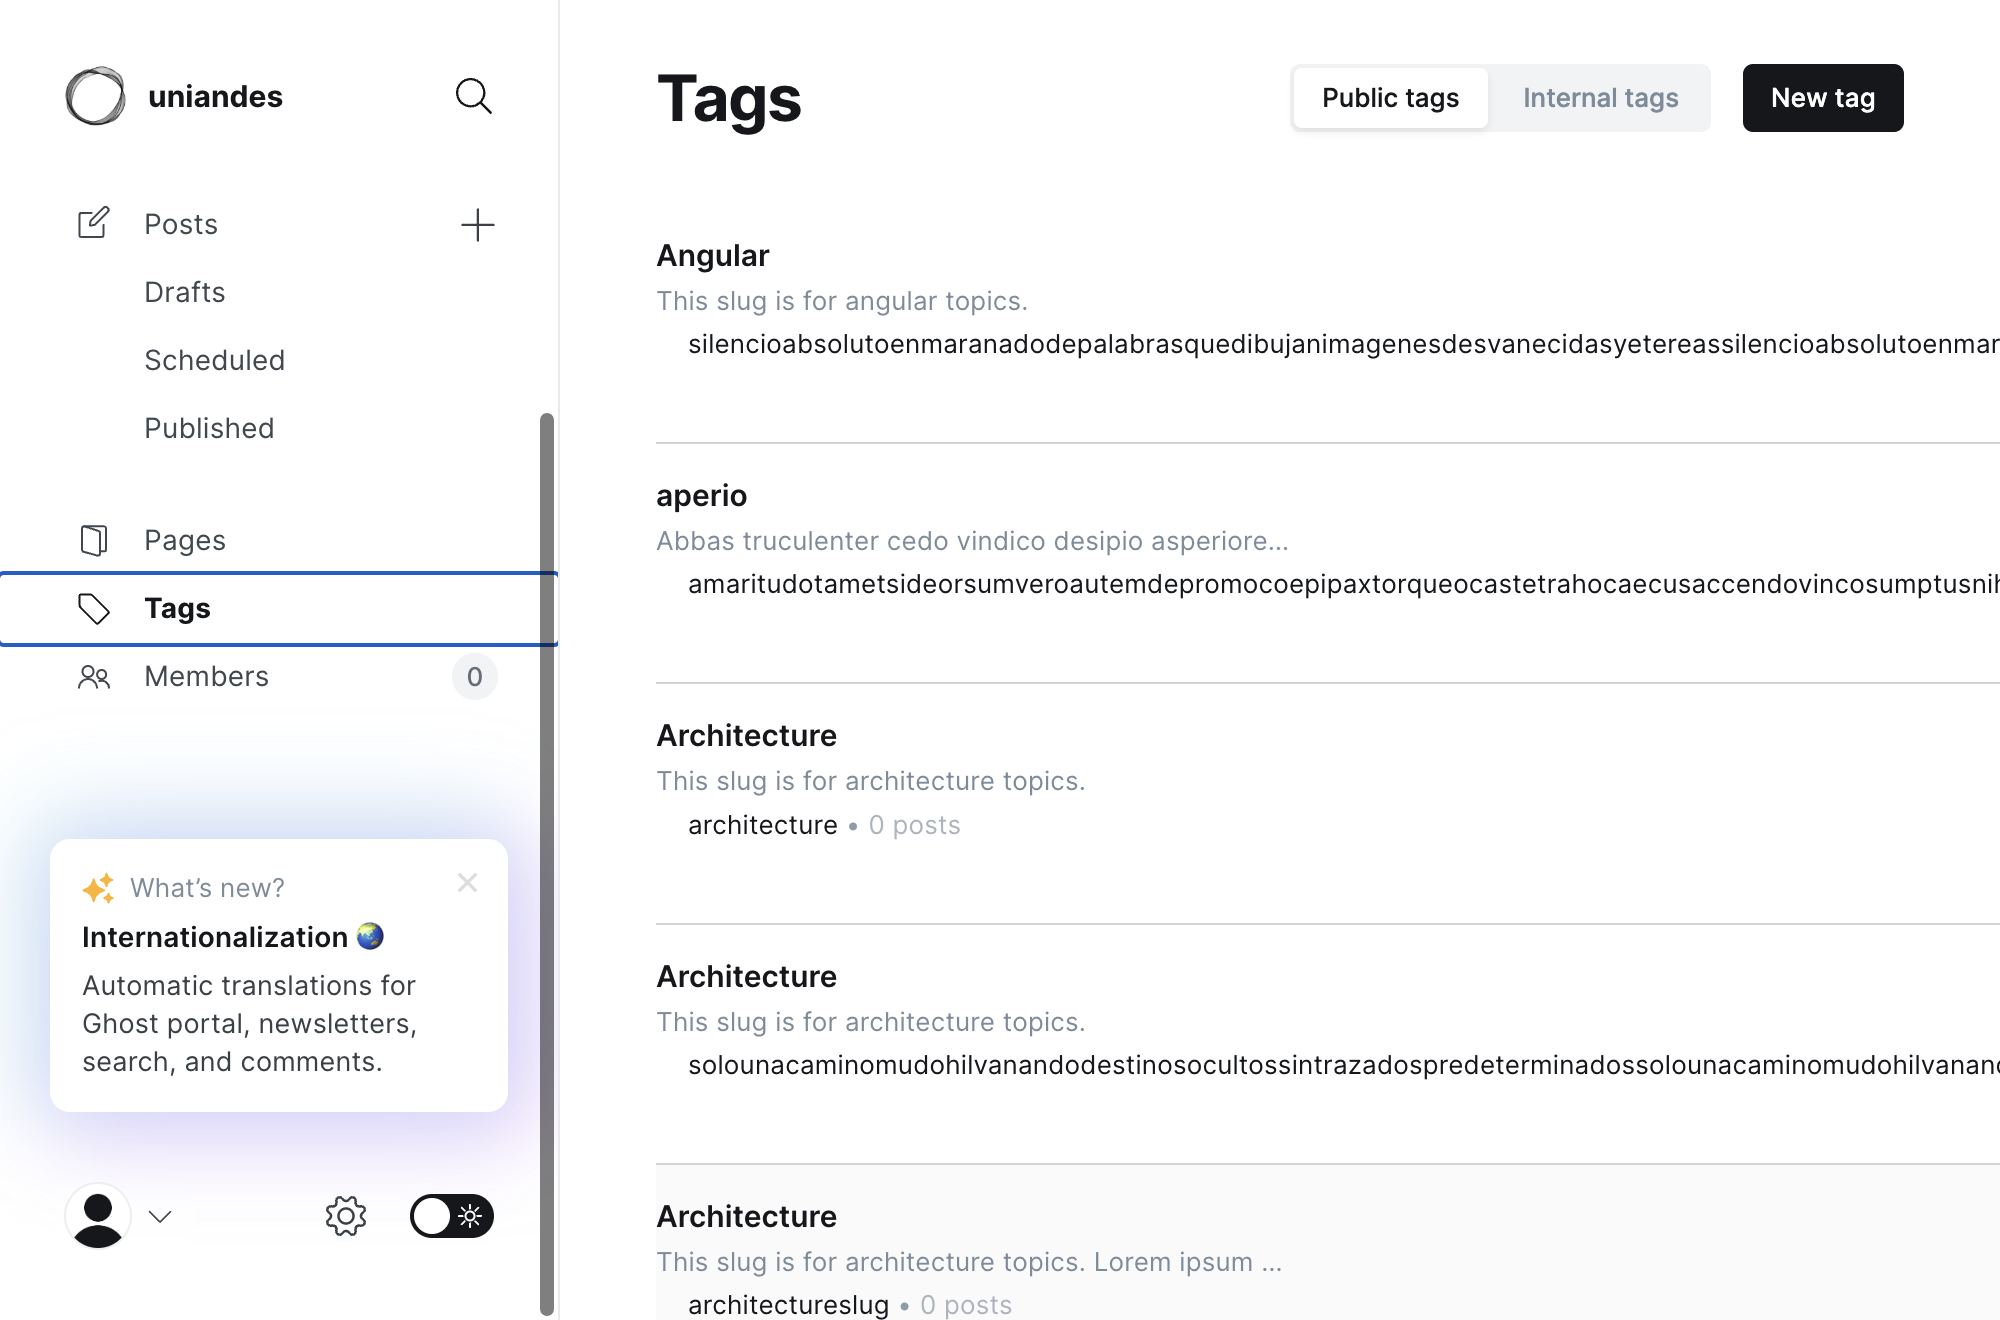 uniandes
Posts
Drafts
Scheduled
Published
Pages
Tags
Members
0
What's new?
Internationalization 🌏
Automatic translations for
Ghost portal, newsletters,
search, and comments.
Tags
Public tags
Internal tags
New tag
Angular
This slug is for angular topics.
silencioabsolutoenmaranadodepalabrasquedibujanimagenesdesvanecidasyetereassilencioabsolutoenmar
aperio
Abbas truculenter cedo vindico desipio asperiore...
amaritudotametsideorsumveroautemdepromocoepipaxtorqueocastetrahocaecusaccendovincosumptusnih
Architecture
This slug is for architecture topics.
architecture • 0 posts
Architecture
This slug is for architecture topics.
solounacaminomudohilvanandodestinosocultossintrazadospredeterminadossolounacaminomudohilvanando
Architecture
This slug is for architecture topics. Lorem ipsum ...
architectureslug • 0 posts